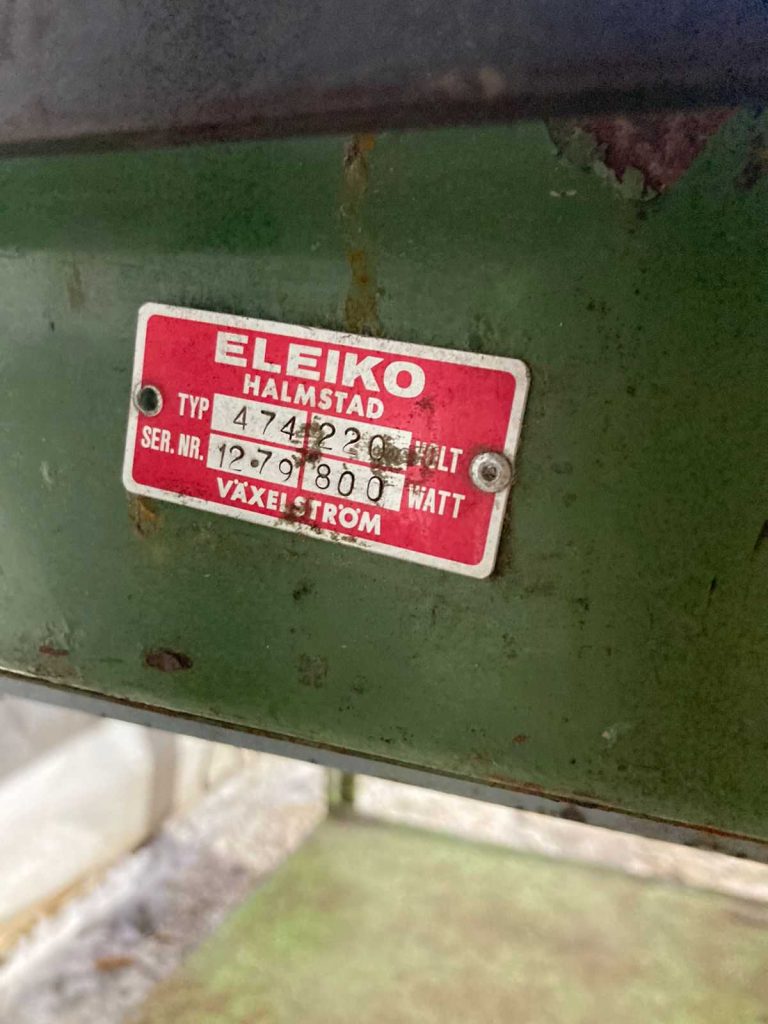 ELEIKO
HALMSTAD
TYP 474 220 VOLT
SER. NR. 12.79 800 WATT
VÄXELSTRÖM